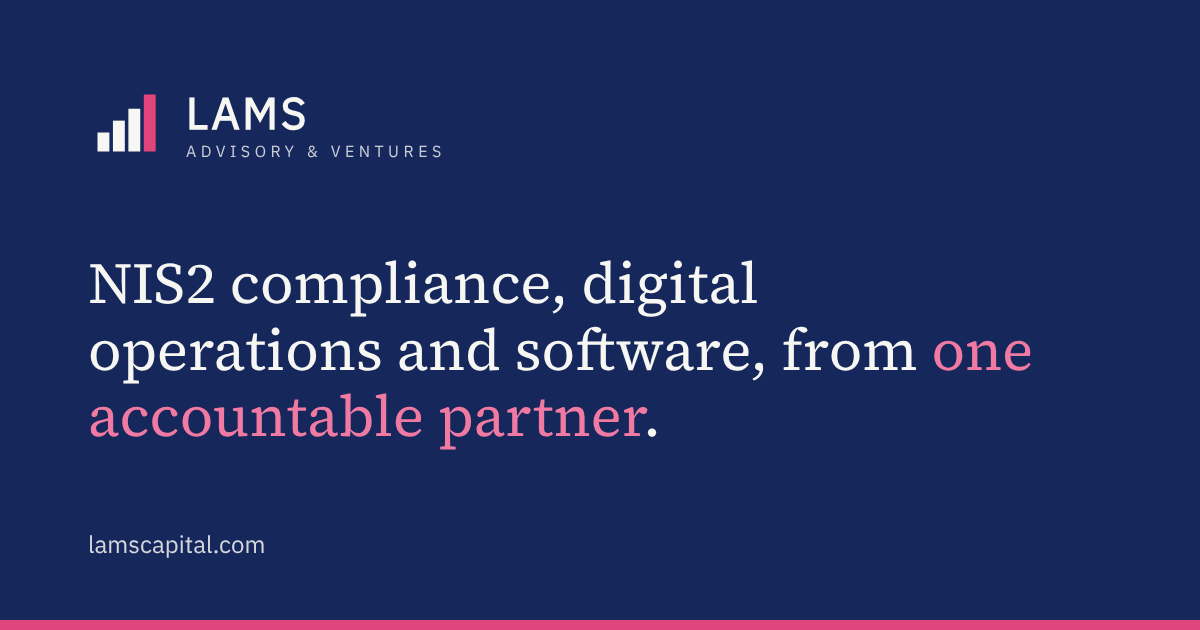 LAMS
ADVISORY & VENTURES
NIS2 compliance, digital
operations and software, from one
accountable partner.
lamscapital.com